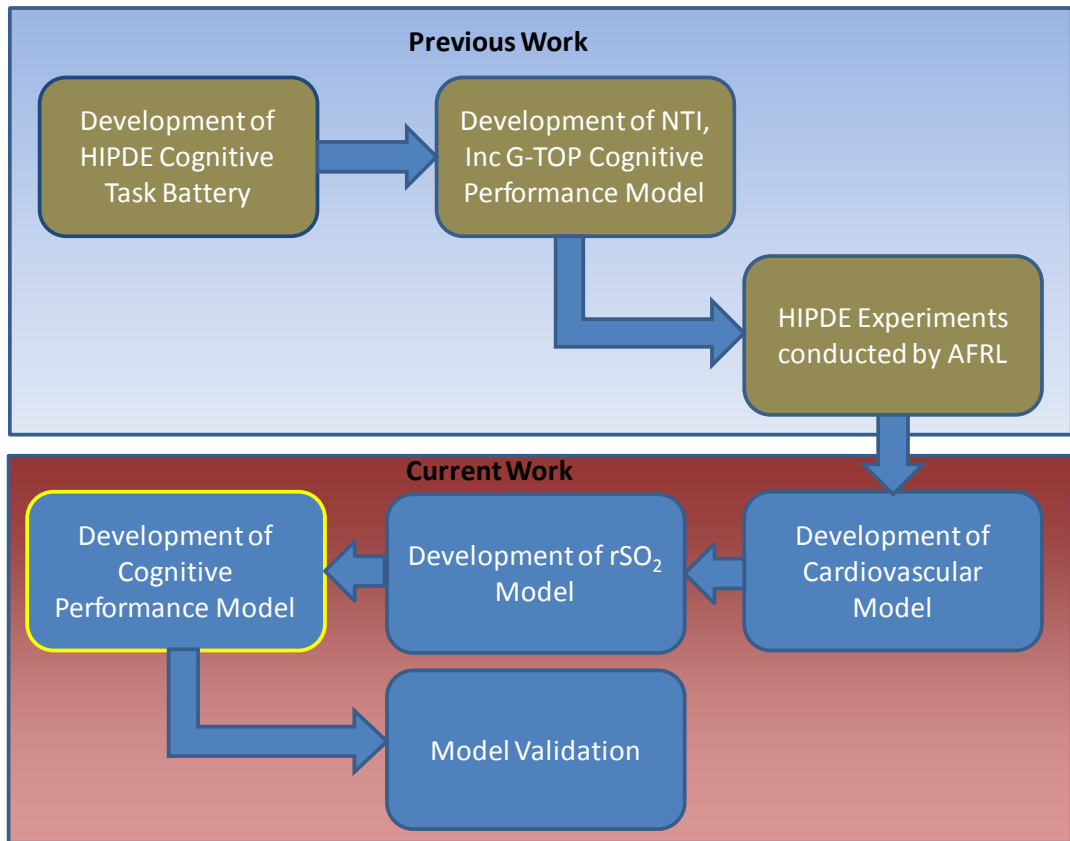 Previous Work
Development of
HIPDE Cognitive
Task Battery
Development of NTI,
Inc G-TOP Cognitive
Performance Model
HIPDE Experiments
conducted by AFRL
Current Work
Development of
Cognitive
Performance Model
Development of rSO₂
Model
Development of
Cardiovascular
Model
Model Validation